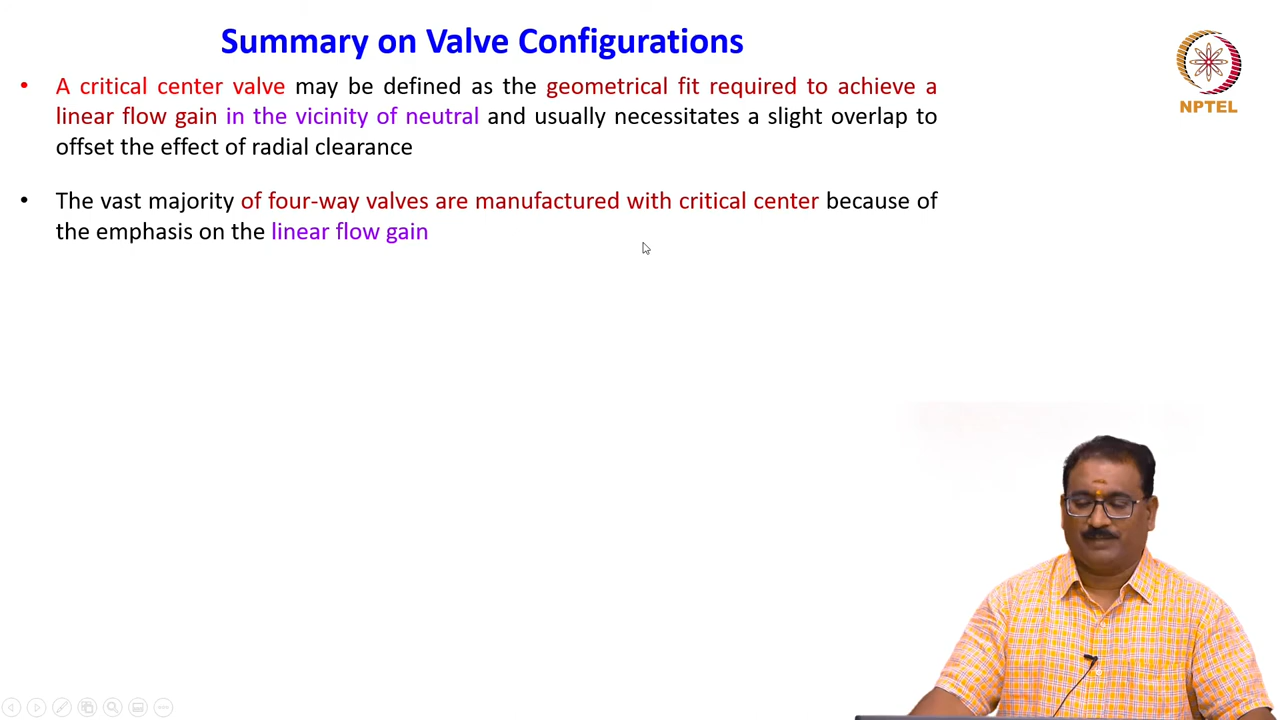 Summary on Valve Configurations
• A critical center valve may be defined as the geometrical fit required to achieve a
linear flow gain in the vicinity of neutral and usually necessitates a slight overlap to
offset the effect of radial clearance
• The vast majority of four-way valves are manufactured with critical center because of
the emphasis on the linear flow gain
NPTEL